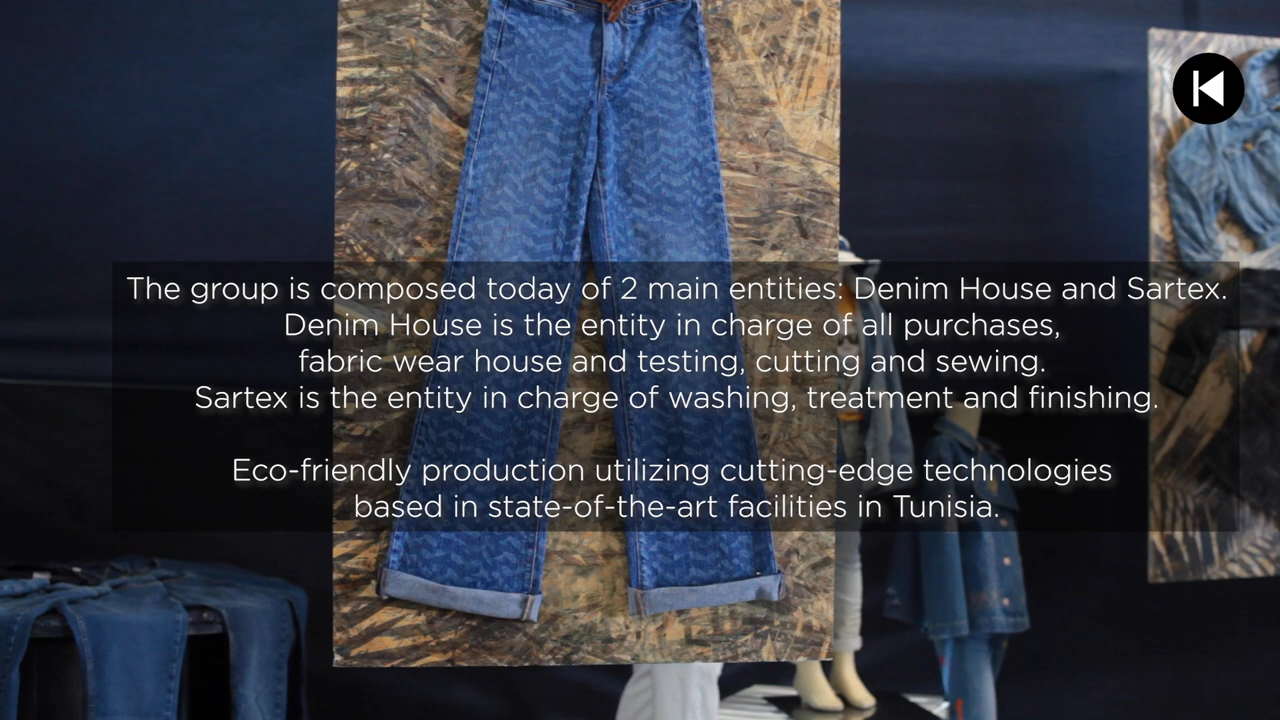 The group is composed today of 2 main entities: Denim House and Sartex.
Denim House is the entity in charge of all purchases,
fabric wear house and testing, cutting and sewing.
Sartex is the entity in charge of washing, treatment and finishing.
Eco-friendly production utilizing cutting-edge technologies
based in state-of-the-art facilities in Tunisia.